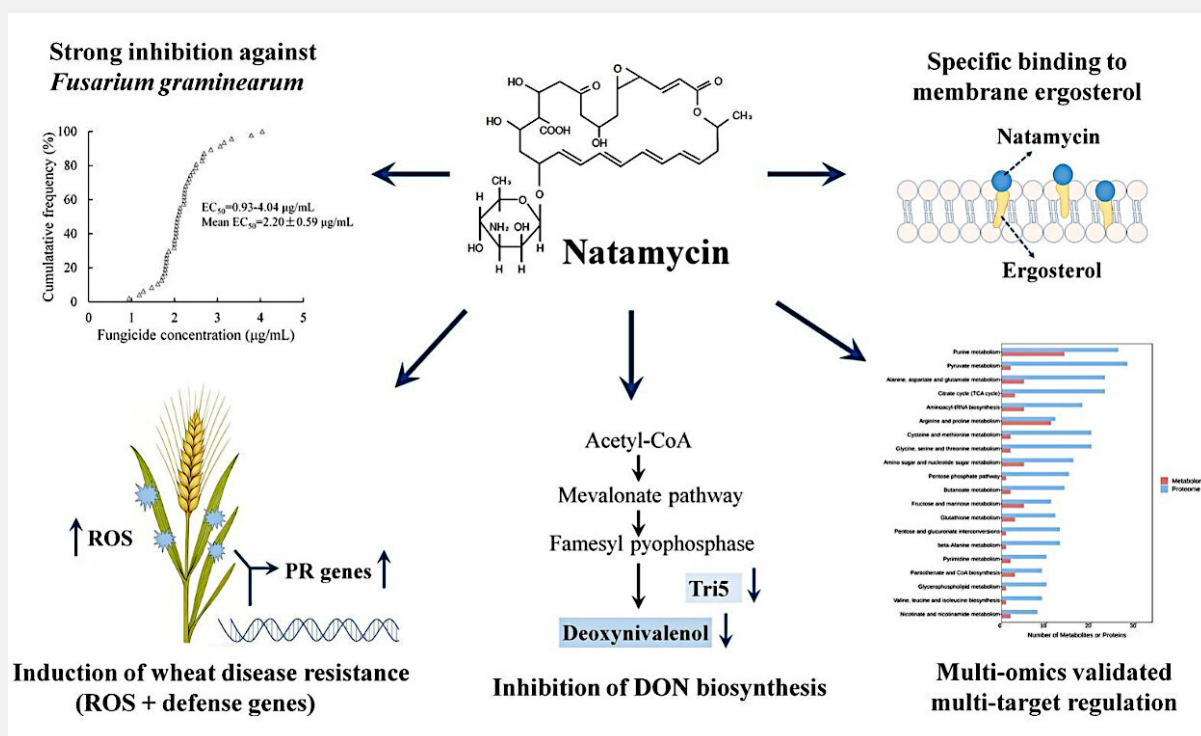 Strong inhibition against
Fusarium graminearum
Cumulative frequency (%)
100
80
60
40
20
0
EC50=0.93-4.04 μg/mL
Mean EC50=2.20±0.59 μg/mL
0 1 2 3 4 5
Fungicide concentration (μg/mL)
HO
O
O
O
HO
O
COOH
OH
CH3
HO
O
CH3
O
H
H
NH2 OH
HO
H
H
H
Natamycin
Specific binding to
membrane ergosterol
Natamycin
Ergosterol
ROS
PR genes
Induction of wheat disease resistance
(ROS + defense genes)
Acetyl-CoA
Mevalonate pathway
Famesyl pyophosphase
Tri5
Deoxynivalenol
Inhibition of DON biosynthesis
Purine metabolism
Pyruvate metabolism
Alanine, aspartate and glutamate metabolism
Citrate cycle (TCA cycle)
Aminoacyl-tRNA biosynthesis
Arginine and proline metabolism
Cysteine and methionine metabolism
Glycine, serine and threonine metabolism
Amino sugar and nucleotide sugar metabolism
Pentose phosphate pathway
Butanoate metabolism
Fructose and mannose metabolism
Glutathione metabolism
Pentose and glucuronate interconversions
beta-Alanine metabolism
Pyrimidine metabolism
Pantothenate and CoA biosynthesis
Glycerophospholipid metabolism
Valine, leucine and isoleucine biosynthesis
Nicotinate and nicotinamide metabolism
0 10 20 30
Number of Metabolites or Proteins
Metabolom
Proteome
Multi-omics validated
multi-target regulation